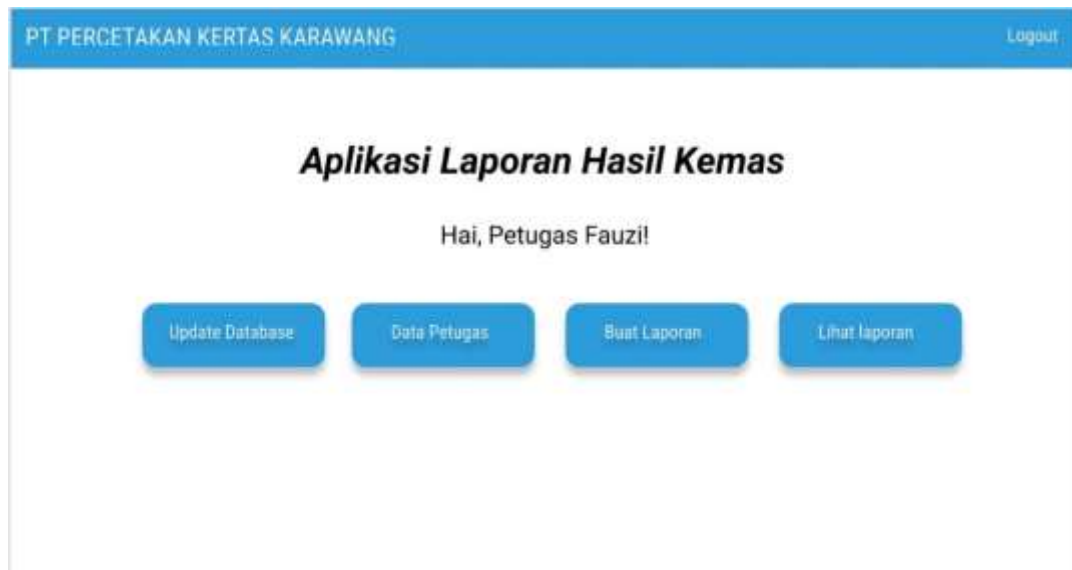 PT PERCETAKAN KERTAS KARAWANG
Logout
Aplikasi Laporan Hasil Kemas
Hai, Petugas Fauzi!
Update Database
Data Petugas
Buat Laporan
Lihat laporan